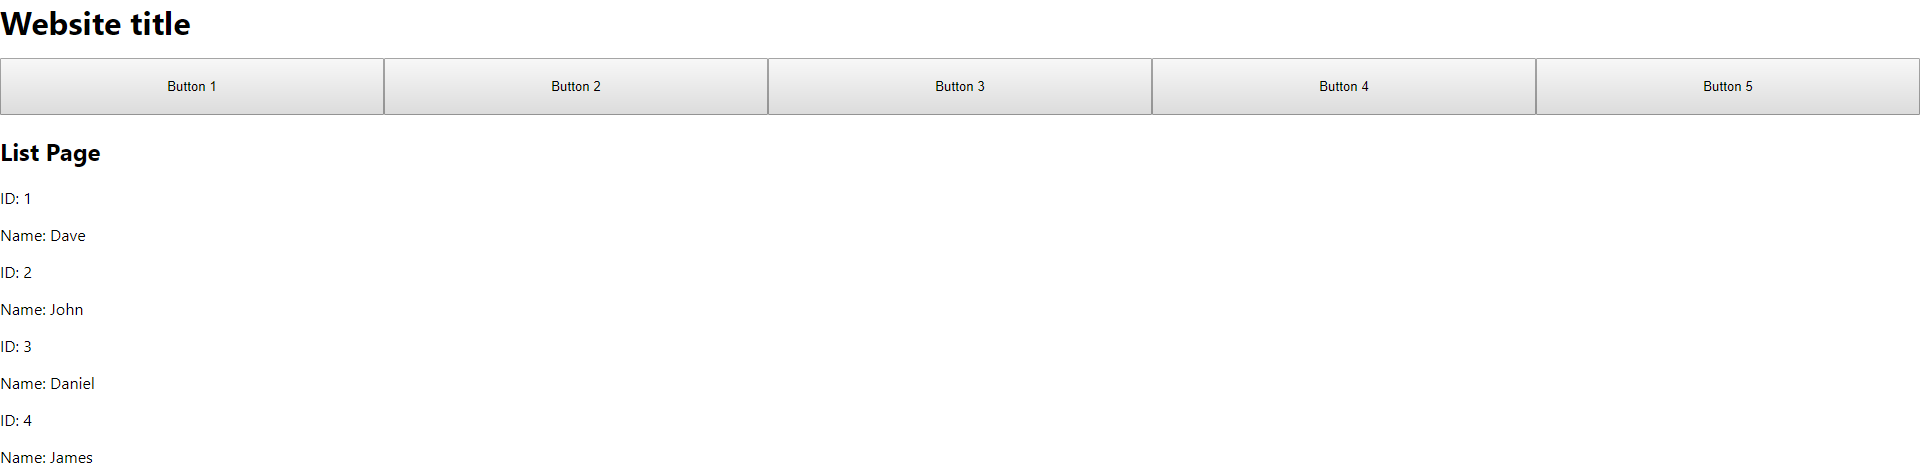 Website title
Button 1 Button 2 Button 3 Button 4 Button 5
List Page
ID: 1
Name: Dave
ID: 2
Name: John
ID: 3
Name: Daniel
ID: 4
Name: James